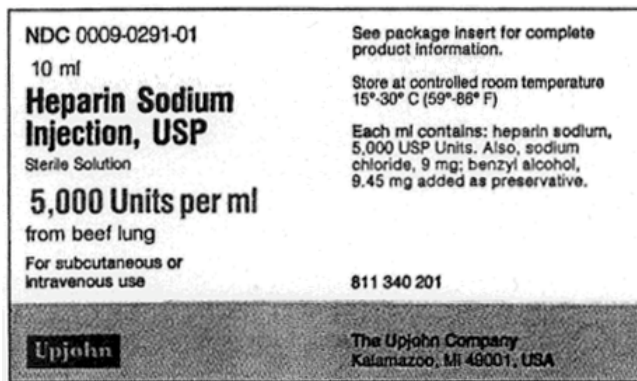 NDC 0009-0291-01
10 ml
Heparin Sodium
Injection, USP
Sterile Solution
5,000 Units per ml
from beef lung
For subcutaneous or
intravenous use
Upjohn
See package insert for complete
product information.
Store at controlled room temperature
15°-30° C (59°-86° F)
Each ml contains: heparin sodium,
5,000 USP Units. Also, sodium
chloride, 9 mg; benzyl alcohol,
9.45 mg added as preservative.
811 340 201
The Upjohn Company
Kalamazoo, MI 49001, USA